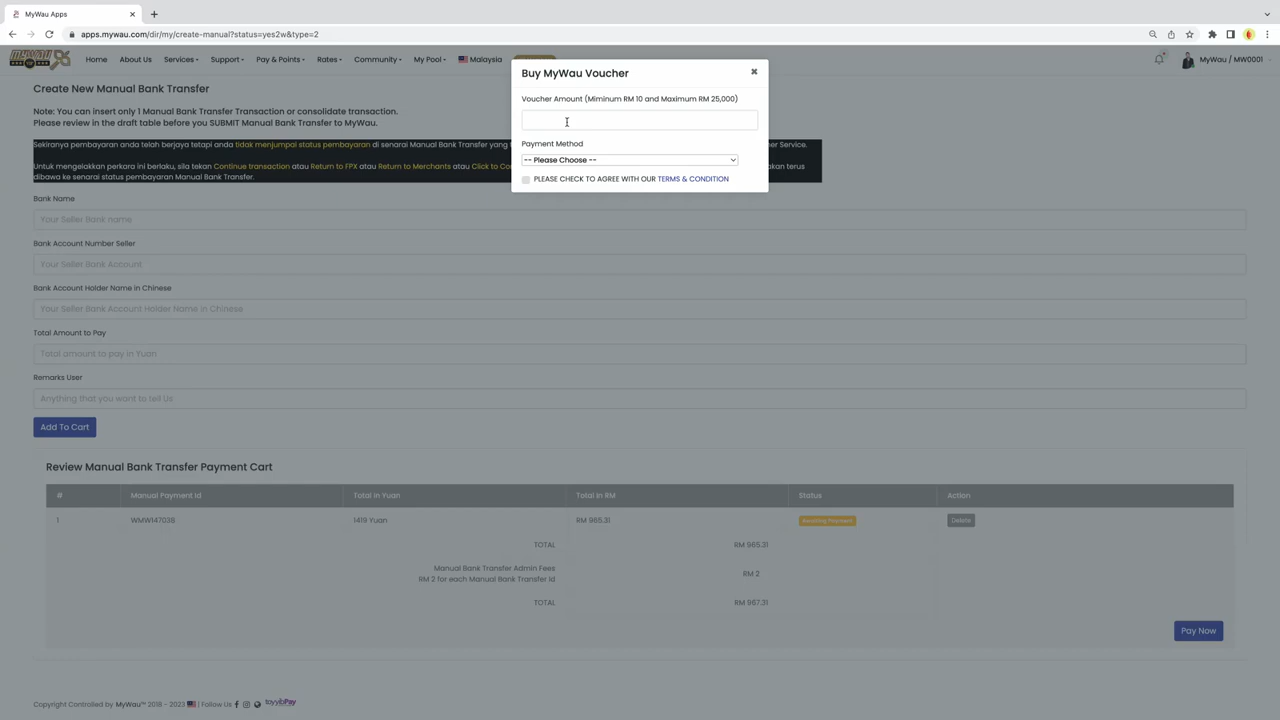 MyWau Apps
apps.mywau.com/dir/my/create-manual?status=yes2w&type=2
MYWAU
Home About Us Services Support Pay & Points Rates Community My Pool Malaysia
MyWau / MW0001
Buy MyWau Voucher
Voucher Amount (Miminum RM 10 and Maximum RM 25,000)
Payment Method
-- Please Choose --
PLEASE CHECK TO AGREE WITH OUR TERMS & CONDITION
Create New Manual Bank Transfer
Note: You can insert only 1 Manual Bank Transfer Transaction or consolidate transaction.
Please review in the draft table before you SUBMIT Manual Bank Transfer to MyWau.
Sekiranya pembayaran anda telah berjaya tetapi anda tidak menjumpai status pembayaran di senarai Manual Bank Transfer yang
er Service.
Untuk mengelakkan perkara ini berlaku, sila tekan Continue transaction atau Return to FPX atau Return to Merchants atau Click to Co
akan terus
dibawa ke senarai status pembayaran Manual Bank Transfer.
Bank Name
Your Seller Bank name
Bank Account Number Seller
Your Seller Bank Account
Bank Account Holder Name in Chinese
Your Seller Bank Account Holder Name in Chinese
Total Amount to Pay
Total amount to pay in Yuan
Remarks User
Anything that you want to tell Us
Add To Cart
Review Manual Bank Transfer Payment Cart
# Manual Payment Id Total in Yuan Total in RM Status Action
1 WMW147038 1419 Yuan RM 965.31 Awaiting Payment Delete
TOTAL RM 965.31
Manual Bank Transfer Admin Fees
RM 2 for each Manual Bank Transfer Id
RM 2
TOTAL RM 967.31
Pay Now
Copyright Controlled by MyWau™ 2018 - 2023 | Follow Us
toyyibPay